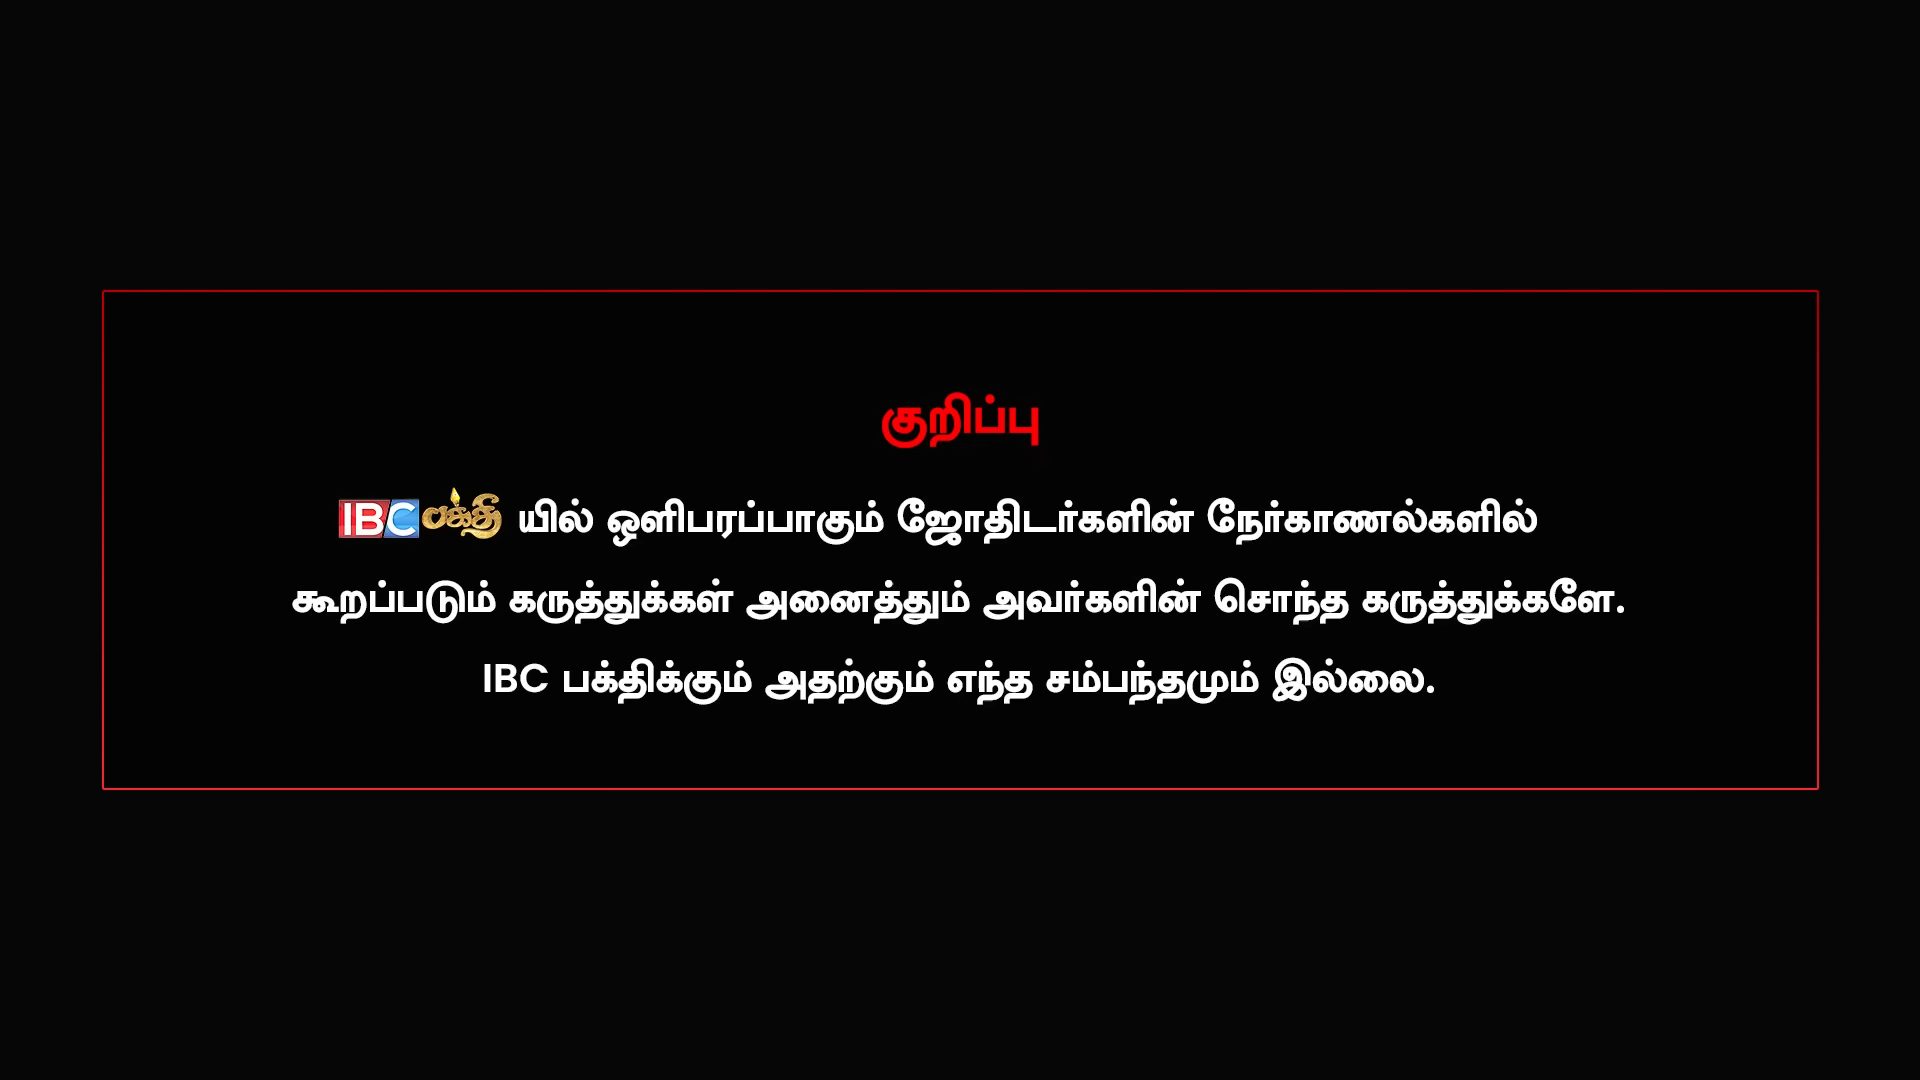 குறிப்பு
IBC பக்தி யில் ஒளிபரப்பாகும் ஜோதிடர்களின் நேர்காணல்களில்
கூறப்படும் கருத்துக்கள் அனைத்தும் அவர்களின் சொந்த கருத்துக்களே.
IBC பக்திக்கும் அதற்கும் எந்த சம்பந்தமும் இல்லை.